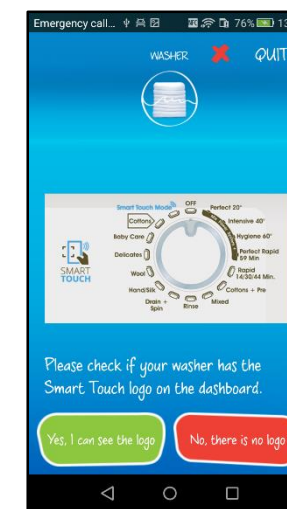 Emergency call... 76% 13
WASHER QUIT
Smart Touch Mode
OFF
Perfect 20°
Cottons
Intensive 40°
Baby Care
Hygiene 60°
Delicates
Perfect Rapid
59 Min
SMART
TOUCH
Wool
Rapid
14/30/44 Min.
Hand/Silk
Cottons + Pre
Drain +
Spin
Rinse
Mixed
Please check if your washer has the
Smart Touch logo on the dashboard.
Yes, I can see the logo
No, there is no logo